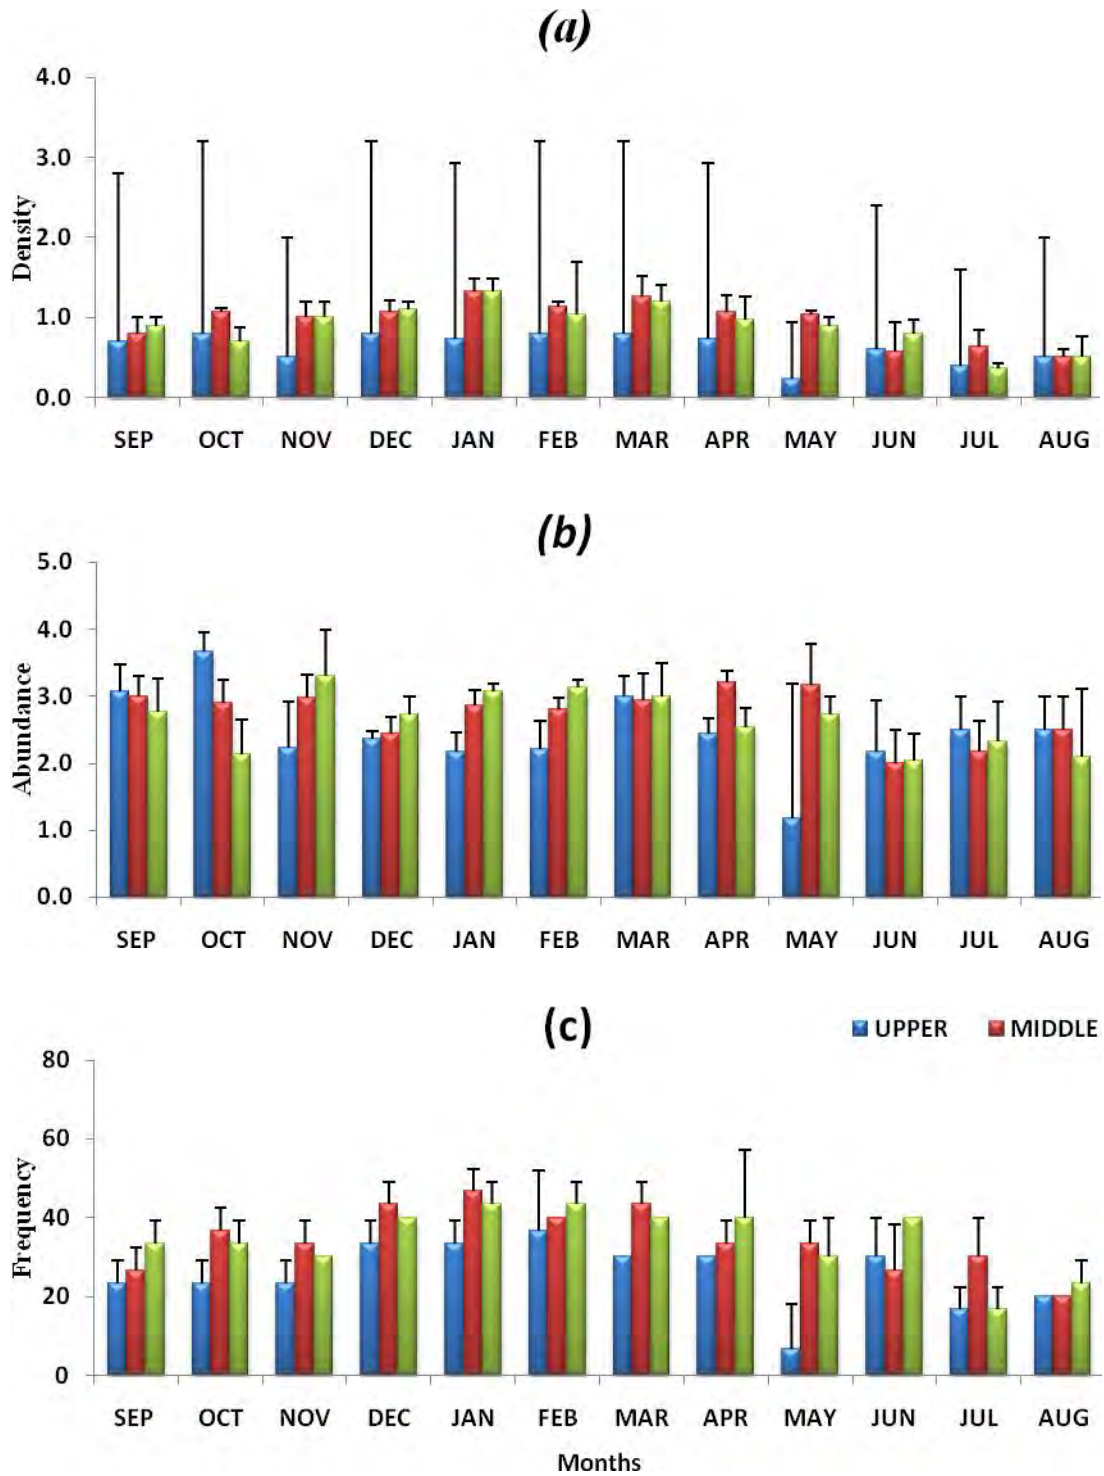 (a)
4.0
3.0
2.0
1.0
0.0
Density
SEP OCT NOV DEC JAN FEB MAR APR MAY JUN JUL AUG
(b)
5.0
4.0
3.0
2.0
1.0
0.0
Abundance
SEP OCT NOV DEC JAN FEB MAR APR MAY JUN JUL AUG
(c)
UPPER MIDDLE
80
60
40
20
0
Frequency
SEP OCT NOV DEC JAN FEB MAR APR MAY JUN JUL AUG
Months